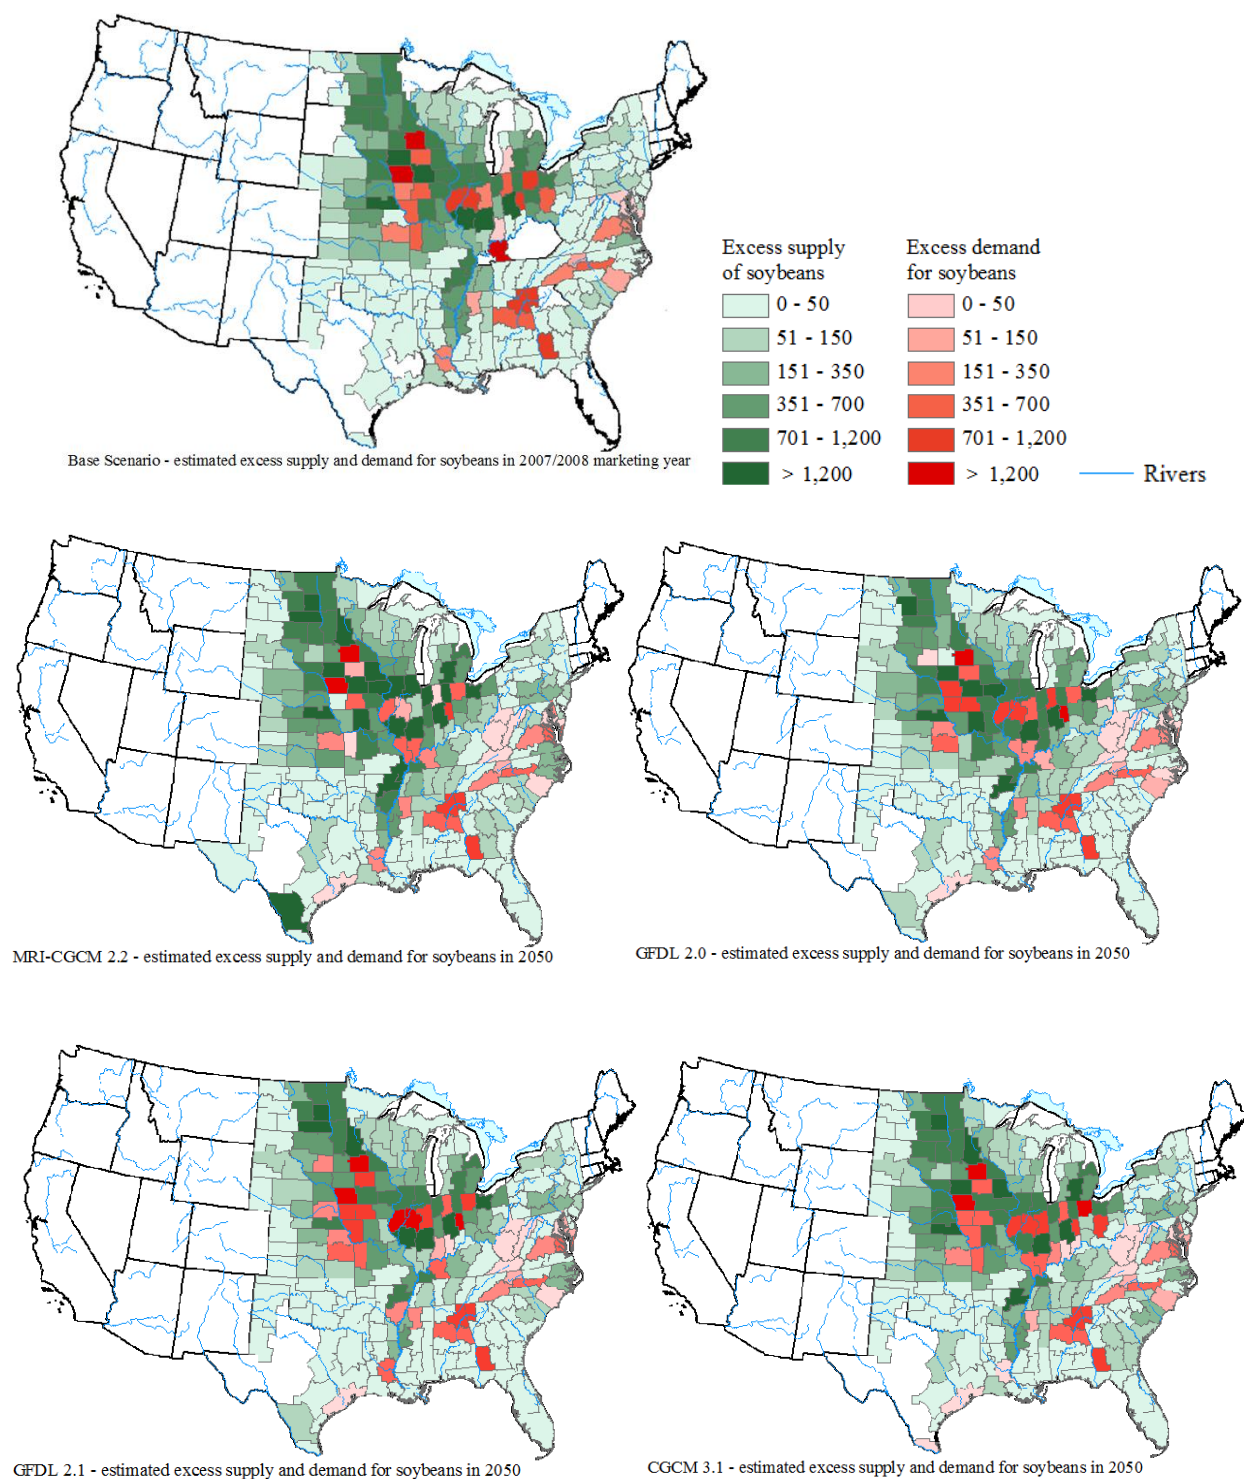 Excess supply
of soybeans
0 - 50
51 - 150
151 - 350
351 - 700
701 - 1,200
> 1,200
Excess demand
for soybeans
0 - 50
51 - 150
151 - 350
351 - 700
701 - 1,200
> 1,200
Rivers
Base Scenario - estimated excess supply and demand for soybeans in 2007/2008 marketing year
MRI-CGCM 2.2 - estimated excess supply and demand for soybeans in 2050
GFDL 2.0 - estimated excess supply and demand for soybeans in 2050
GFDL 2.1 - estimated excess supply and demand for soybeans in 2050
CGCM 3.1 - estimated excess supply and demand for soybeans in 2050